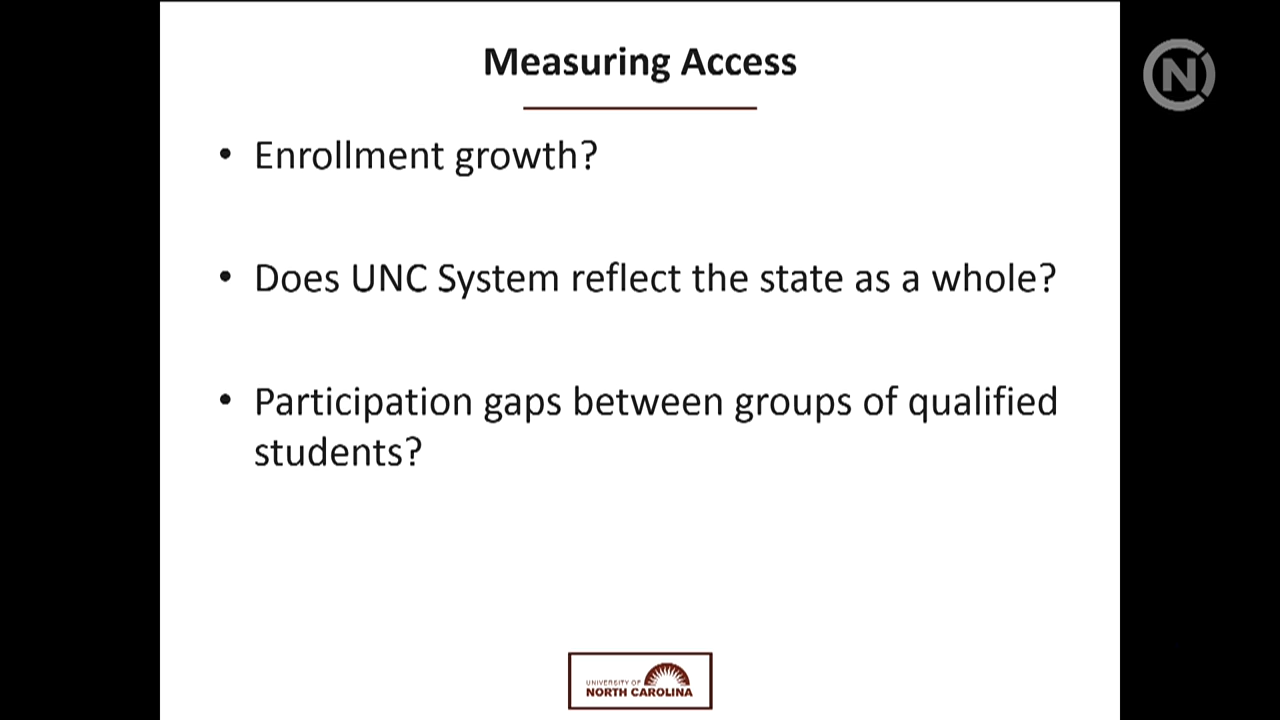 Measuring Access
• Enrollment growth?
• Does UNC System reflect the state as a whole?
• Participation gaps between groups of qualified
students?
UNIVERSITY OF
NORTH CAROLINA
N